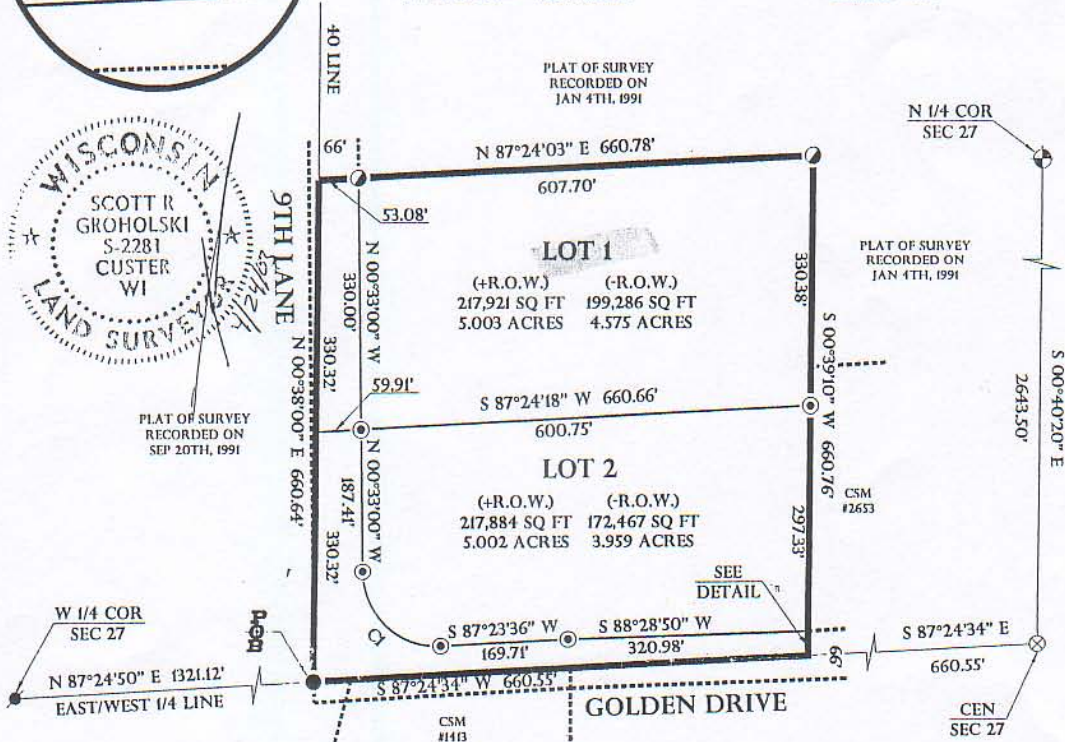 40 LINE
PLAT OF SURVEY
RECORDED ON
JAN 4TH, 1991
N 1/4 COR
SEC 27
66'
N 87°24'03" E 660.78'
607.70'
53.08'
WISCONSIN
SCOTT R
GROHOLSKI
S-2281
CUSTER
WI
LAND SURVEYOR
4/24/07
9TH LANE
N 00°33'00" W
330.00'
LOT 1
(+R.O.W.) (-R.O.W.)
217,921 SQ FT 199,286 SQ FT
5.003 ACRES 4.575 ACRES
330.38'
PLAT OF SURVEY
RECORDED ON
JAN 4TH, 1991
S 00°39'10" W 660.76'
S 00°40'20" E
2643.50'
N 00°38'00" E 660.64'
330.32'
59.91'
S 87°24'18" W 660.66'
600.75'
PLAT OF SURVEY
RECORDED ON
SEP 20TH, 1991
N 00°33'00" W
187.41'
330.32'
LOT 2
(+R.O.W.) (-R.O.W.)
217,884 SQ FT 172,467 SQ FT
5.002 ACRES 3.959 ACRES
297.33'
CSM
#2653
SEE
DETAIL
W 1/4 COR
SEC 27
P.O.B
C1
S 87°23'36" W
169.71'
S 88°28'50" W
320.98'
66'
S 87°24'34" E
660.55'
N 87°24'50" E 1321.12'
EAST/WEST 1/4 LINE
S 87°24'34" W 660.55'
GOLDEN DRIVE
CSM
#1413
CEN
SEC 27